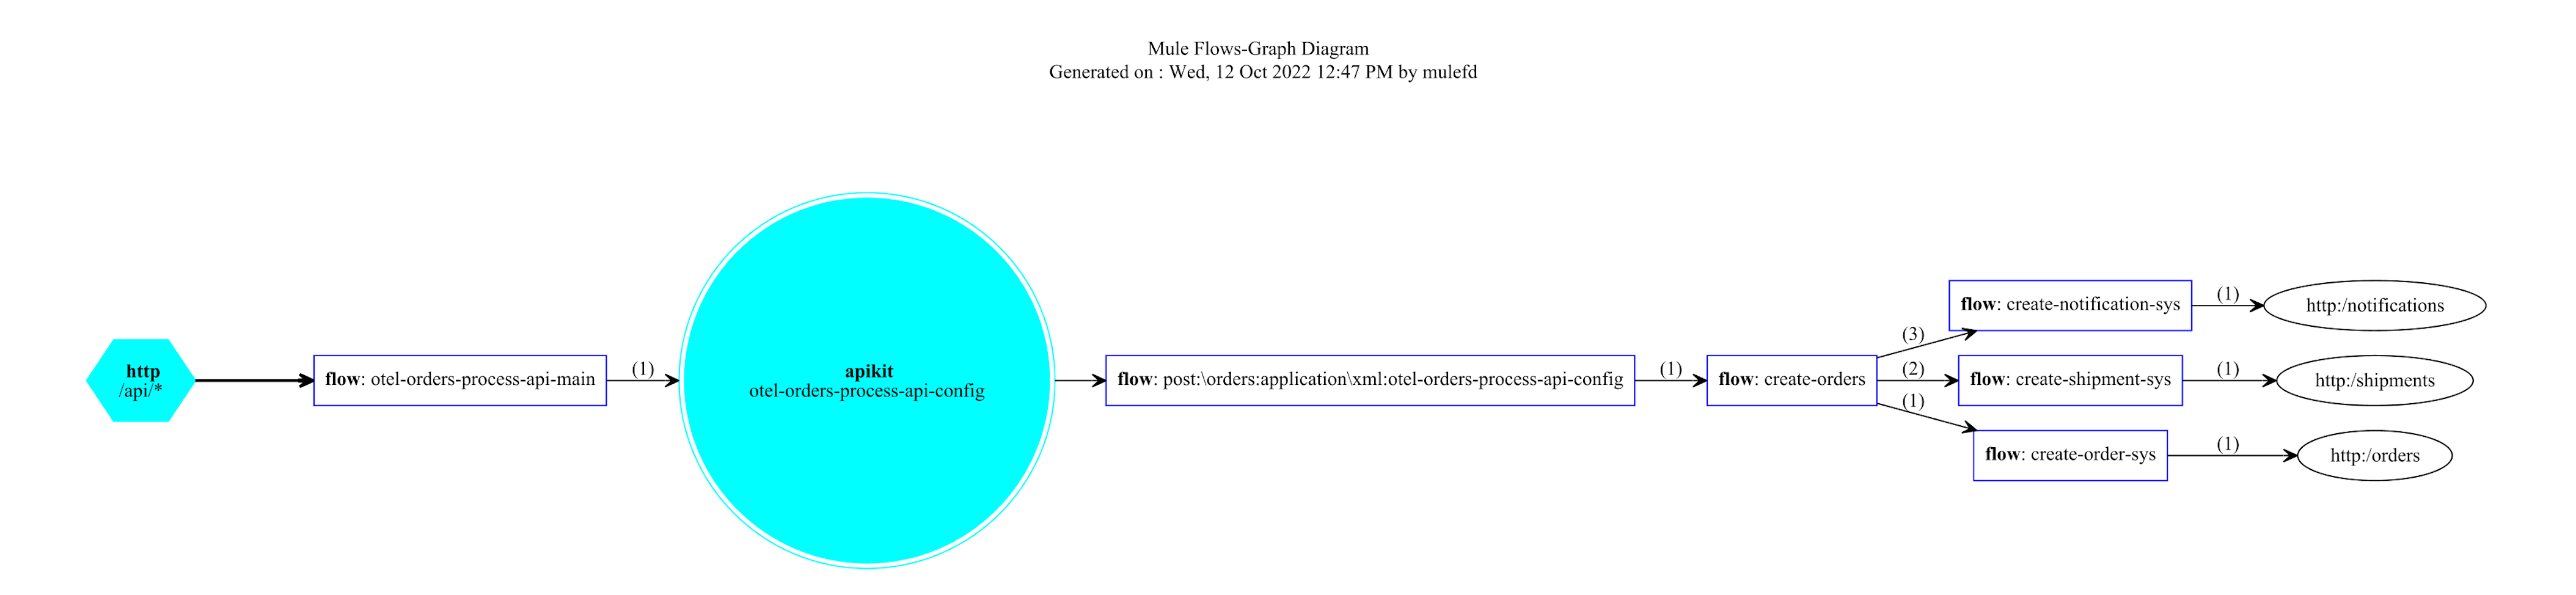 Mule Flows-Graph Diagram
Generated on : Wed, 12 Oct 2022 12:47 PM by mulefd
http
/api/*
flow: otel-orders-process-api-main
(1)
apikit
otel-orders-process-api-config
flow: post:\orders:application\xml:otel-orders-process-api-config
(1)
flow: create-orders
(3)
flow: create-notification-sys
(1)
http:/notifications
(2)
flow: create-shipment-sys
(1)
http:/shipments
(1)
flow: create-order-sys
(1)
http:/orders